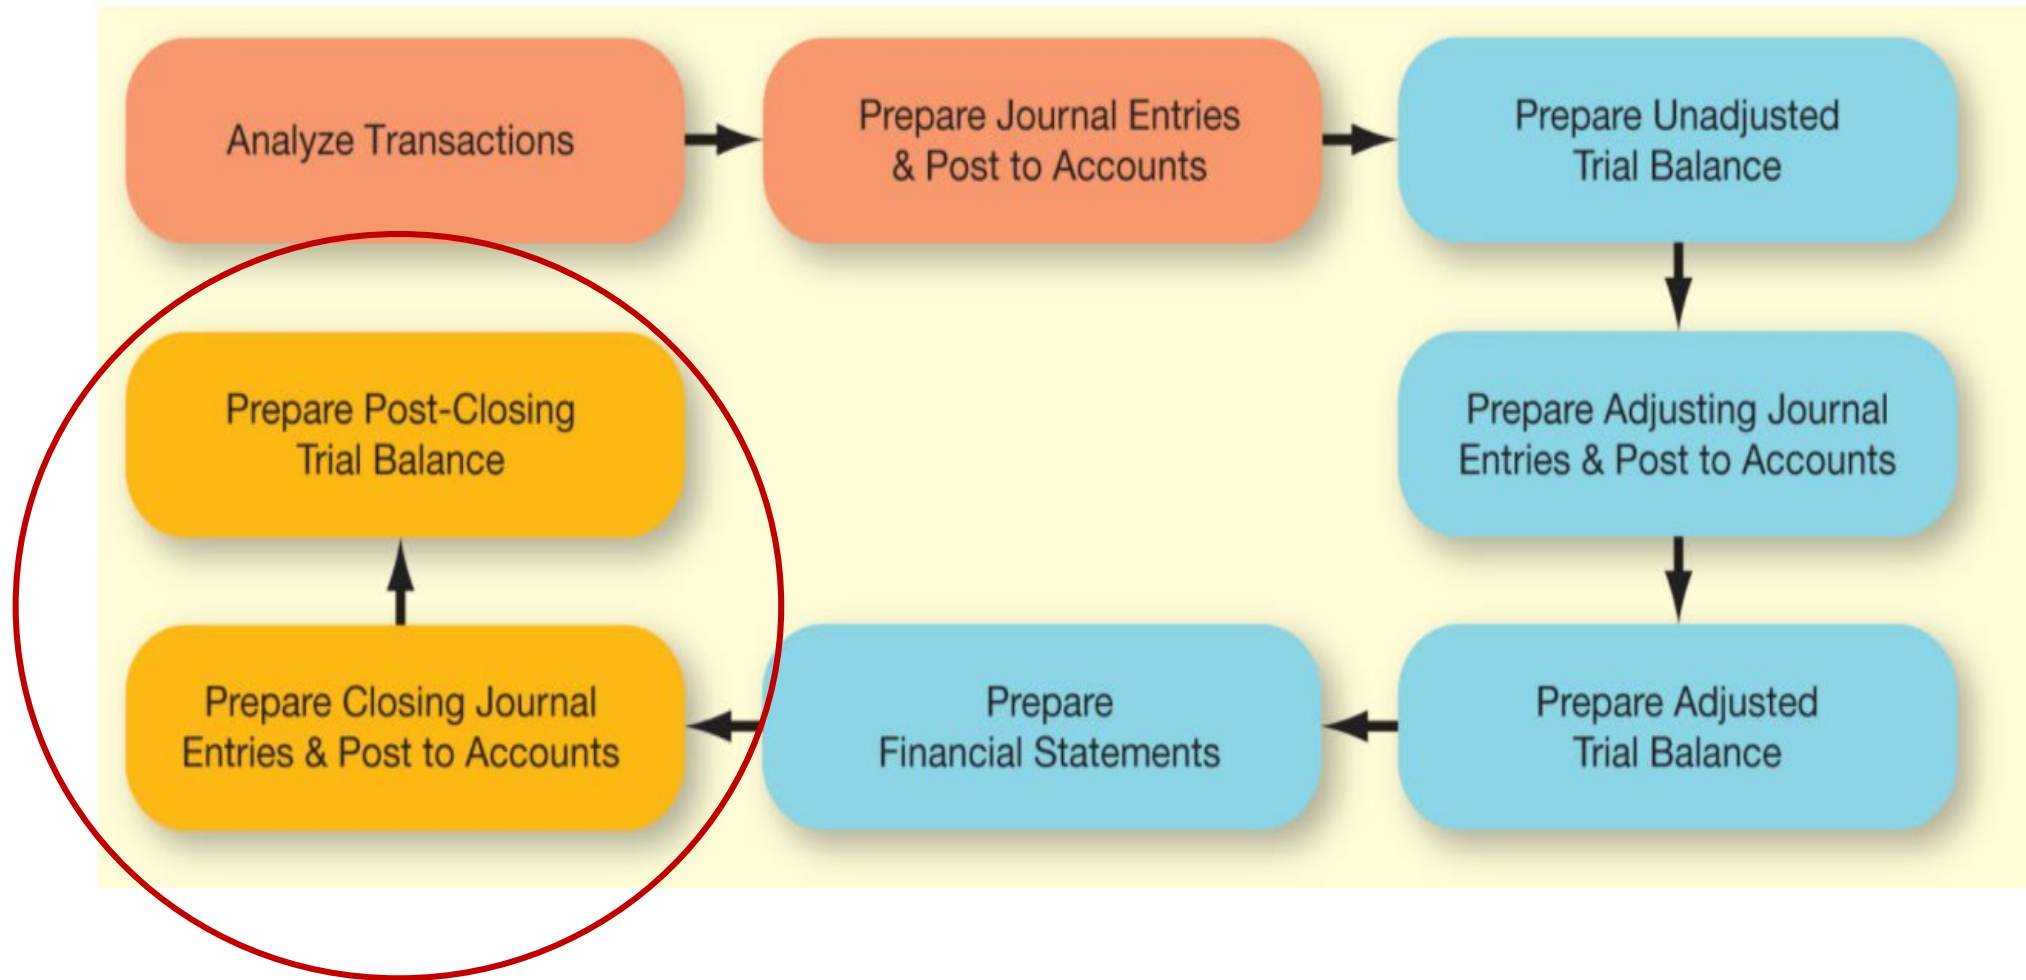 Analyze Transactions
Prepare Journal Entries
& Post to Accounts
Prepare Unadjusted
Trial Balance
Prepare Adjusting Journal
Entries & Post to Accounts
Prepare Adjusted
Trial Balance
Prepare
Financial Statements
Prepare Closing Journal
Entries & Post to Accounts
Prepare Post-Closing
Trial Balance